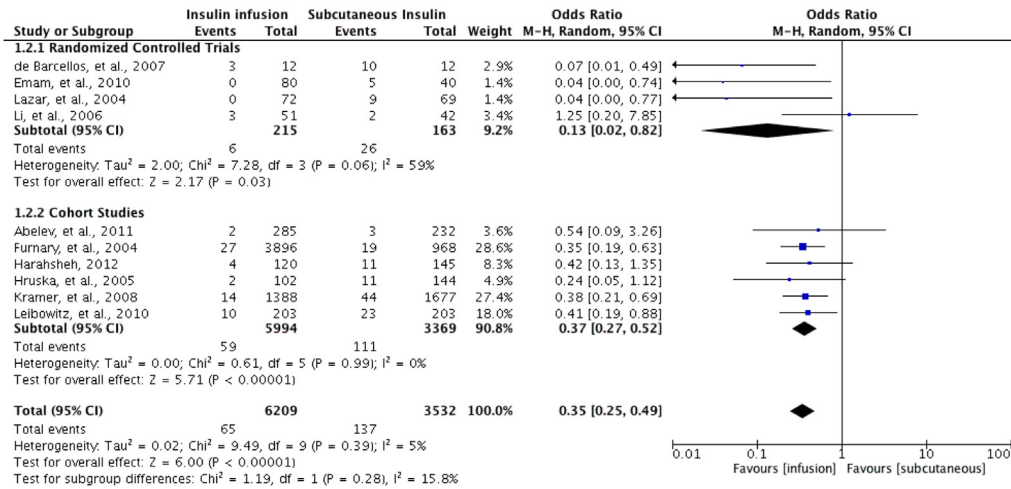 Insulin infusion Subcutaneous Insulin Odds Ratio Odds Ratio
Study or Subgroup Events Total Events Total Weight M-H, Random, 95% CI M-H, Random, 95% CI
1.2.1 Randomized Controlled Trials
de Barcellos, et al., 2007 3 12 10 12 2.9% 0.07 [0.01, 0.49]
Emam, et al., 2010 0 80 5 40 1.4% 0.04 [0.00, 0.74]
Lazar, et al., 2004 0 72 9 69 1.4% 0.04 [0.00, 0.77]
Li, et al., 2006 3 51 2 42 3.4% 1.25 [0.20, 7.85]
Subtotal (95% CI) 215 163 9.2% 0.13 [0.02, 0.82]
Total events 6 26
Heterogeneity: Tau² = 2.00; Chi² = 7.28, df = 3 (P = 0.06); I² = 59%
Test for overall effect: Z = 2.17 (P = 0.03)
1.2.2 Cohort Studies
Abelev, et al., 2011 2 285 3 232 3.6% 0.54 [0.09, 3.26]
Furnary, et al., 2004 27 3896 19 968 28.6% 0.35 [0.19, 0.63]
Harahsheh, 2012 4 120 11 145 8.3% 0.42 [0.13, 1.35]
Hruska, et al., 2005 2 102 11 144 4.9% 0.24 [0.05, 1.12]
Kramer, et al., 2008 14 1388 44 1677 27.4% 0.38 [0.21, 0.69]
Leibowitz, et al., 2010 10 203 23 203 18.0% 0.41 [0.19, 0.88]
Subtotal (95% CI) 5994 3369 90.8% 0.37 [0.27, 0.52]
Total events 59 111
Heterogeneity: Tau² = 0.00; Chi² = 0.61, df = 5 (P = 0.99); I² = 0%
Test for overall effect: Z = 5.71 (P < 0.00001)
Total (95% CI) 6209 3532 100.0% 0.35 [0.25, 0.49]
Total events 65 137
Heterogeneity: Tau² = 0.02; Chi² = 9.49, df = 9 (P = 0.39); I² = 5%
Test for overall effect: Z = 6.00 (P < 0.00001)
Test for subgroup differences: Chi² = 1.19, df = 1 (P = 0.28), I² = 15.8%
0.01 0.1 1 10 100
Favours [infusion] Favours [subcutaneous]